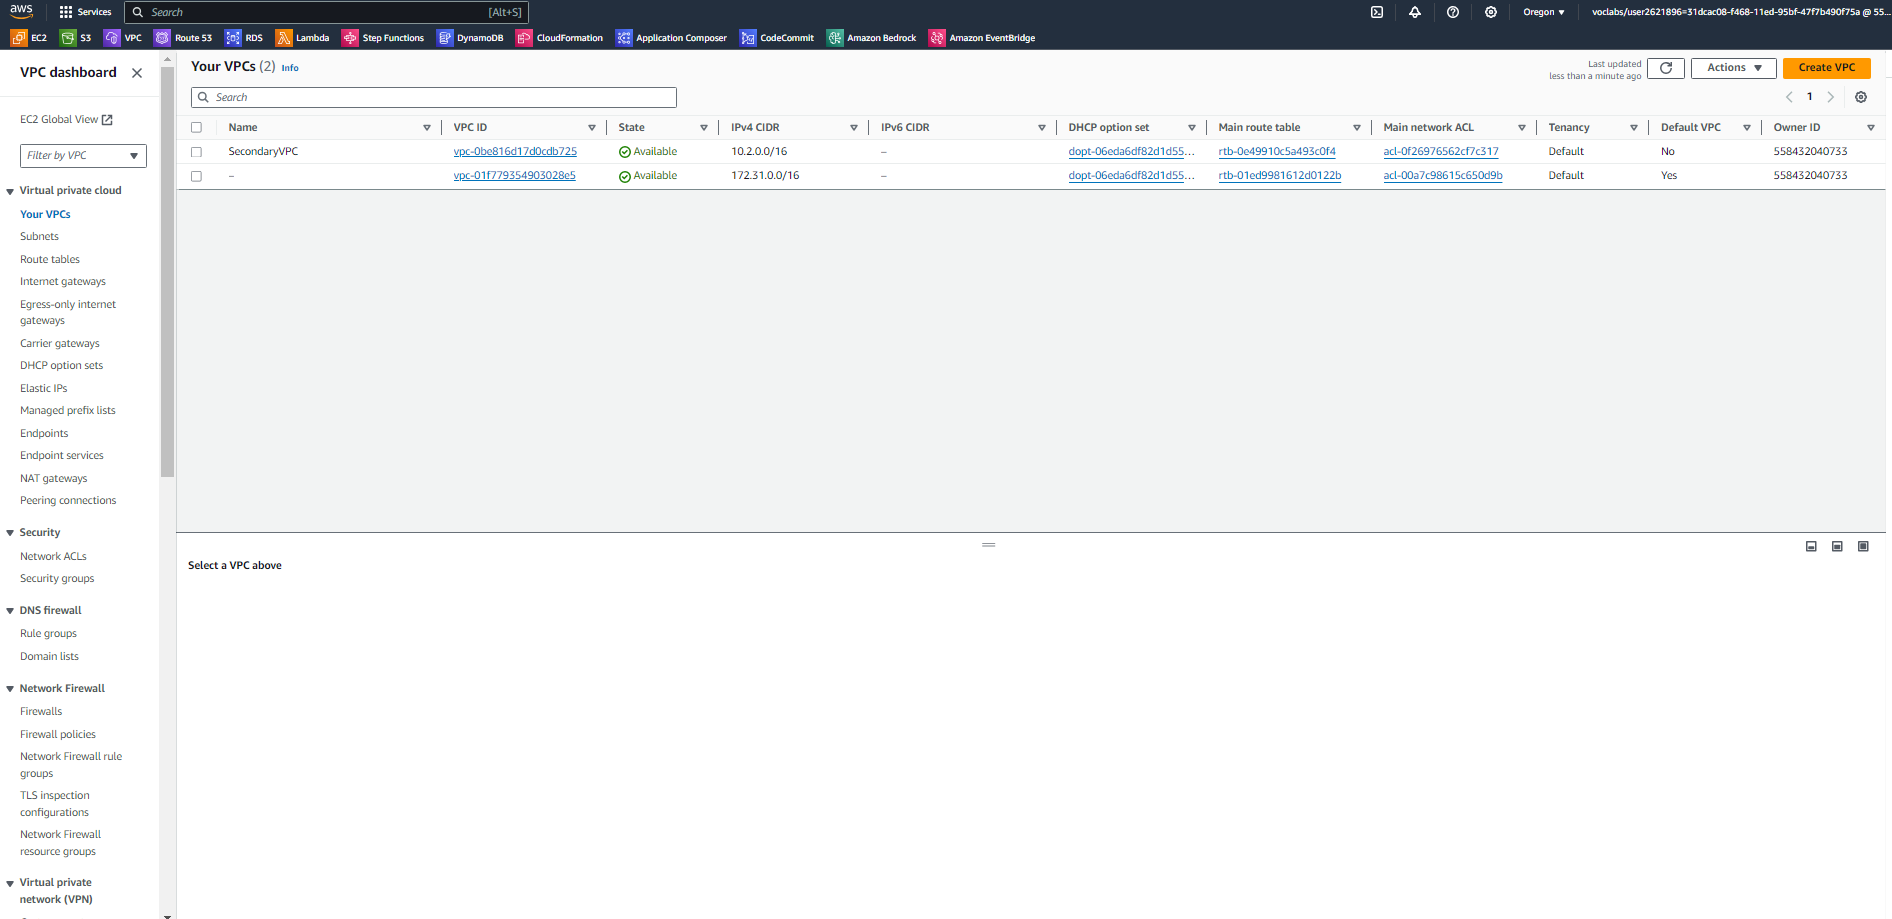 aws Services Search [Alt+S] Oregon ▼ voclabs/user2621896=31dcac08-f468-11ed-95bf-47f7b490f75a @ 55...
EC2 S3 VPC Route 53 RDS Lambda Step Functions DynamoDB CloudFormation Application Composer CodeCommit Amazon Bedrock Amazon EventBridge
VPC dashboard
EC2 Global View
Filter by VPC
Virtual private cloud
Your VPCs
Subnets
Route tables
Internet gateways
Egress-only internet
gateways
Carrier gateways
DHCP option sets
Elastic IPs
Managed prefix lists
Endpoints
Endpoint services
NAT gateways
Peering connections
Security
Network ACLs
Security groups
DNS firewall
Rule groups
Domain lists
Network Firewall
Firewalls
Firewall policies
Network Firewall rule
groups
TLS inspection
configurations
Network Firewall
resource groups
Virtual private
network (VPN)
Your VPCs (2) Info
Last updated
less than a minute ago
Actions ▼
Create VPC
Search
1
Name VPC ID State IPv4 CIDR IPv6 CIDR DHCP option set Main route table Main network ACL Tenancy Default VPC Owner ID
SecondaryVPC vpc-0be816d17d0cdb725 Available 10.2.0.0/16 – dopt-06eda6df82d1d55... rtb-0e49910c5a493c0f4 acl-0f26976562cf7c317 Default No 558432040733
– vpc-01f779354903028e5 Available 172.31.0.0/16 – dopt-06eda6df82d1d55... rtb-01ed9981612d0122b acl-00a7c98615c650d9b Default Yes 558432040733
Select a VPC above